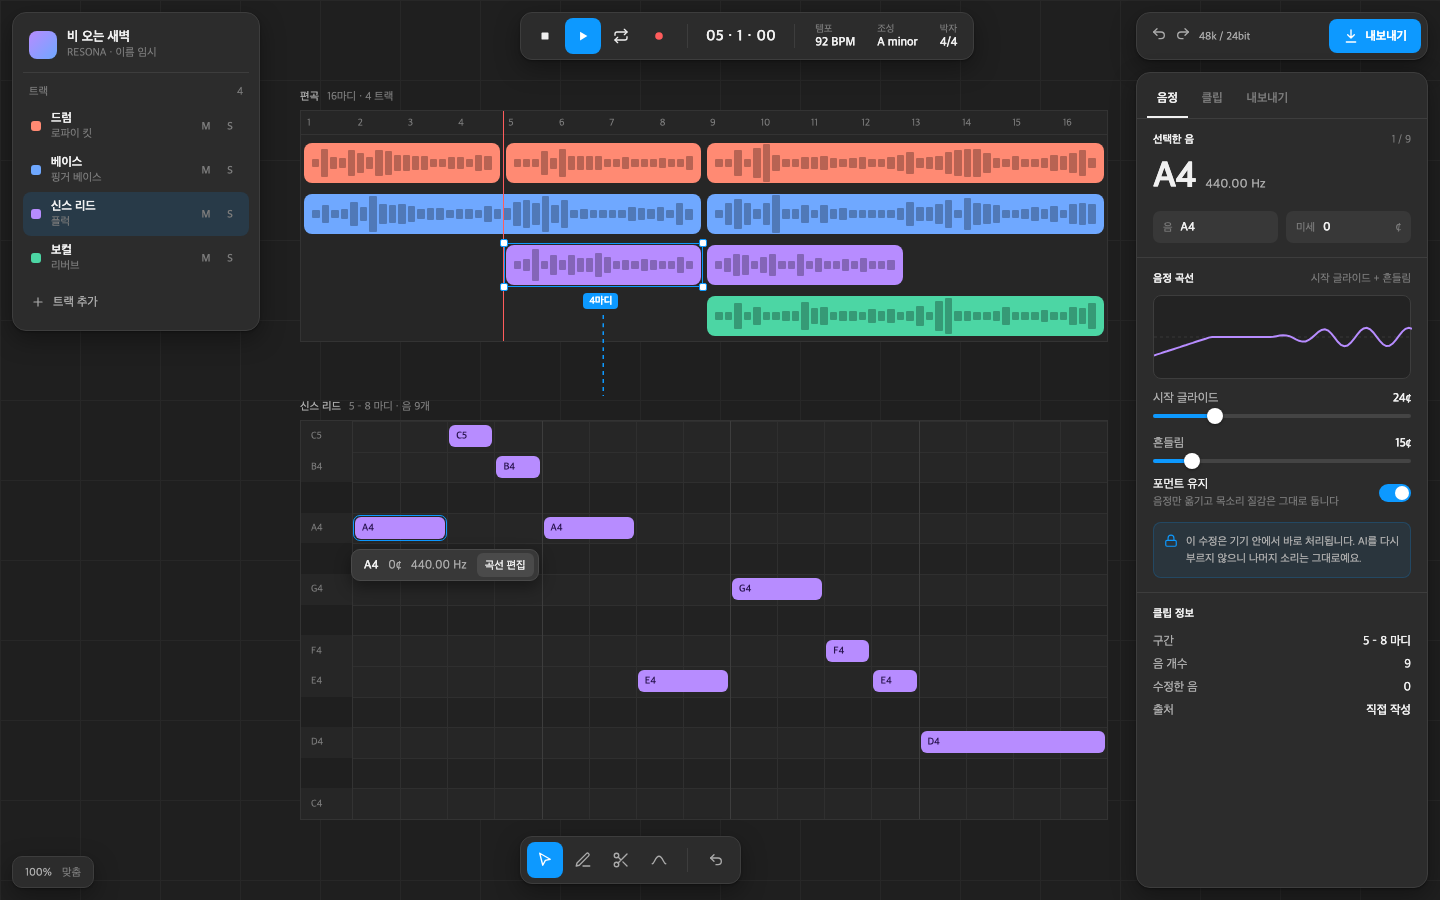 비 오는 새벽
RESONA · 이름 임시
트랙 4
드럼
로파이 킷
M S
베이스
핑거 베이스
M S
신스 리드
플럭
M S
보컬
리버브
M S
트랙 추가
05 · 1 · 00
템포
92 BPM
조성
A minor
박자
4/4
48k / 24bit
내보내기
편곡 16마디 · 4 트랙
1 2 3 4 5 6 7 8 9 10 11 12 13 14 15 16
4마디
신스 리드 5 - 8 마디 · 음 9개
C5 C5
B4 B4
A4 A4 A4
A4 0¢ 440.00 Hz 곡선 편집
G4 G4
F4 F4
E4 E4 E4
D4 D4
C4
음정 클립 내보내기
선택한 음 1 / 9
A4 440.00 Hz
음 A4 미세 0 ¢
음정 곡선 시작 글라이드 + 흔들림
시작 글라이드 24¢
흔들림 15¢
포먼트 유지
음정만 옮기고 목소리 질감은 그대로 둡니다
이 수정은 기기 안에서 바로 처리됩니다. AI를 다시
부르지 않으니 나머지 소리는 그대로예요.
클립 정보
구간 5 - 8 마디
음 개수 9
수정한 음 0
출처 직접 작성
100% 맞춤